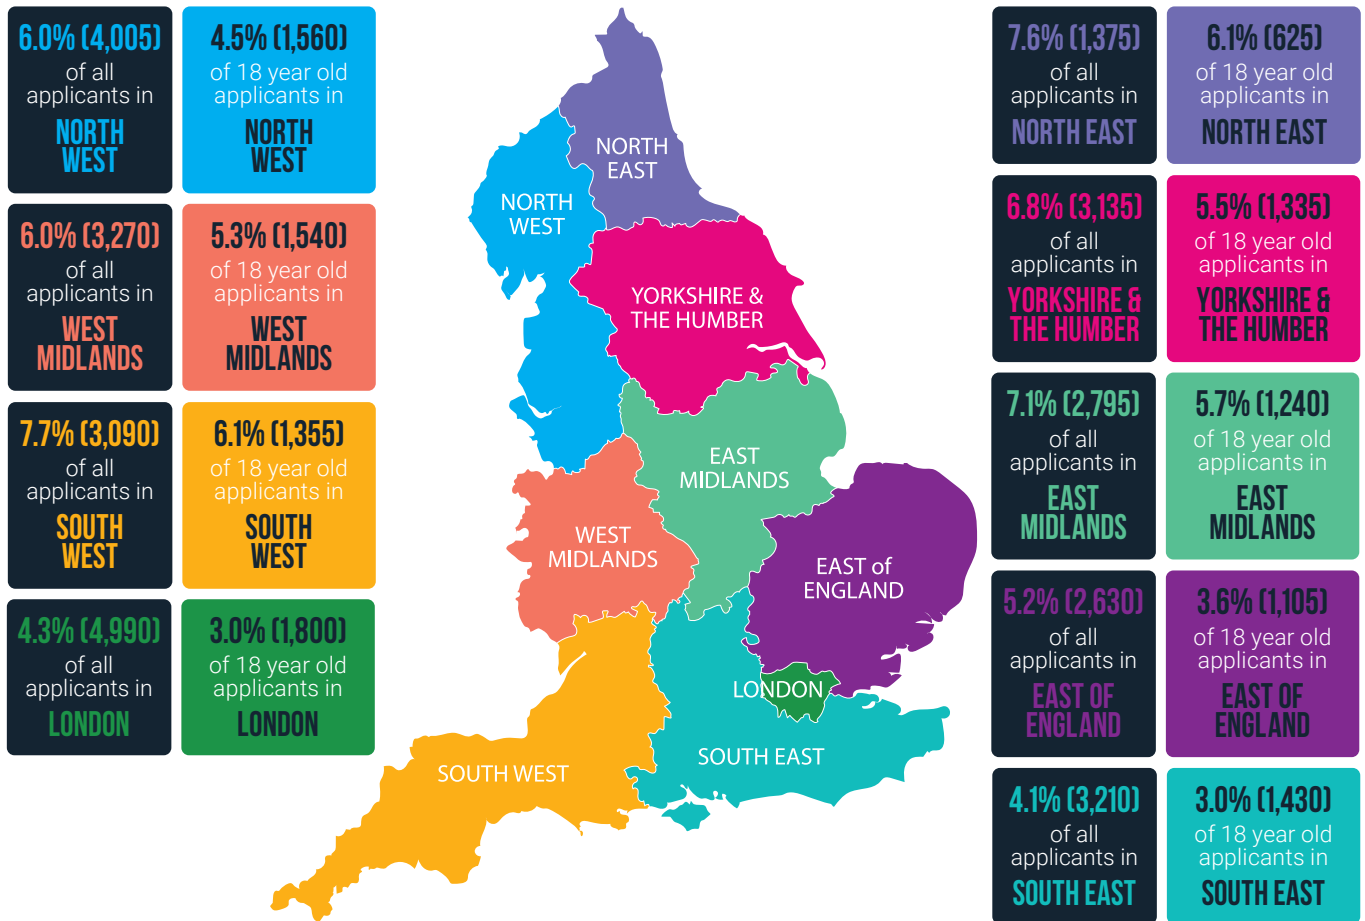 6.0% (4,005)
of all
applicants in
NORTH
WEST
4.5% (1,560)
of 18 year old
applicants in
NORTH
WEST
6.0% (3,270)
of all
applicants in
WEST
MIDLANDS
5.3% (1,540)
of 18 year old
applicants in
WEST
MIDLANDS
7.7% (3,090)
of all
applicants in
SOUTH
WEST
6.1% (1,355)
of 18 year old
applicants in
SOUTH
WEST
4.3% (4,990)
of all
applicants in
LONDON
3.0% (1,800)
of 18 year old
applicants in
LONDON
NORTH
EAST
NORTH
WEST
YORKSHIRE &
THE HUMBER
EAST
MIDLANDS
WEST
MIDLANDS
EAST of
ENGLAND
LONDON
SOUTH EAST
SOUTH WEST
7.6% (1,375)
of all
applicants in
NORTH EAST
6.1% (625)
of 18 year old
applicants in
NORTH EAST
6.8% (3,135)
of all
applicants in
YORKSHIRE &
THE HUMBER
5.5% (1,335)
of 18 year old
applicants in
YORKSHIRE &
THE HUMBER
7.1% (2,795)
of all
applicants in
EAST
MIDLANDS
5.7% (1,240)
of 18 year old
applicants in
EAST
MIDLANDS
5.2% (2,630)
of all
applicants in
EAST OF
ENGLAND
3.6% (1,105)
of 18 year old
applicants in
EAST OF
ENGLAND
4.1% (3,210)
of all
applicants in
SOUTH EAST
3.0% (1,430)
of 18 year old
applicants in
SOUTH EAST